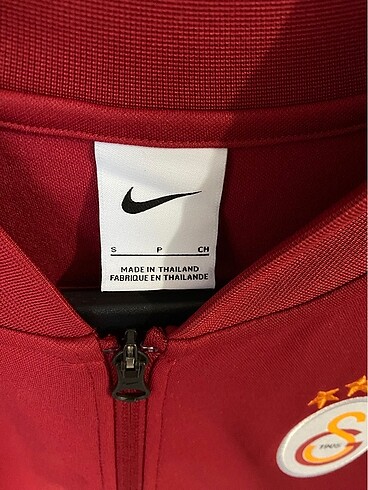 S P CH
MADE IN THAILAND
FABRIQUE EN THAILANDE
1905